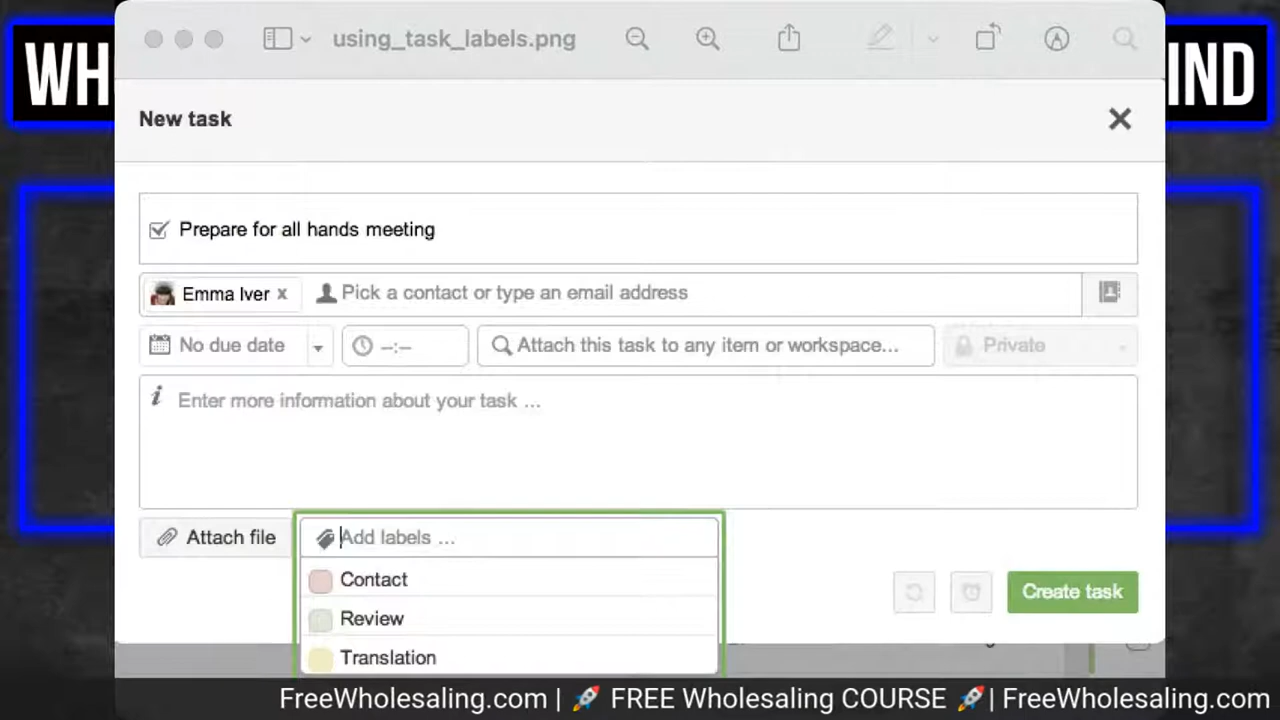 WH
IND
using_task_labels.png
New task
Prepare for all hands meeting
Emma Iver x
Pick a contact or type an email address
No due date
--:--
Attach this task to any item or workspace...
Private
Enter more information about your task ...
Attach file
Add labels ...
Contact
Review
Translation
Create task
FreeWholesaling.com | 🚀 FREE Wholesaling COURSE 🚀| FreeWholesaling.com